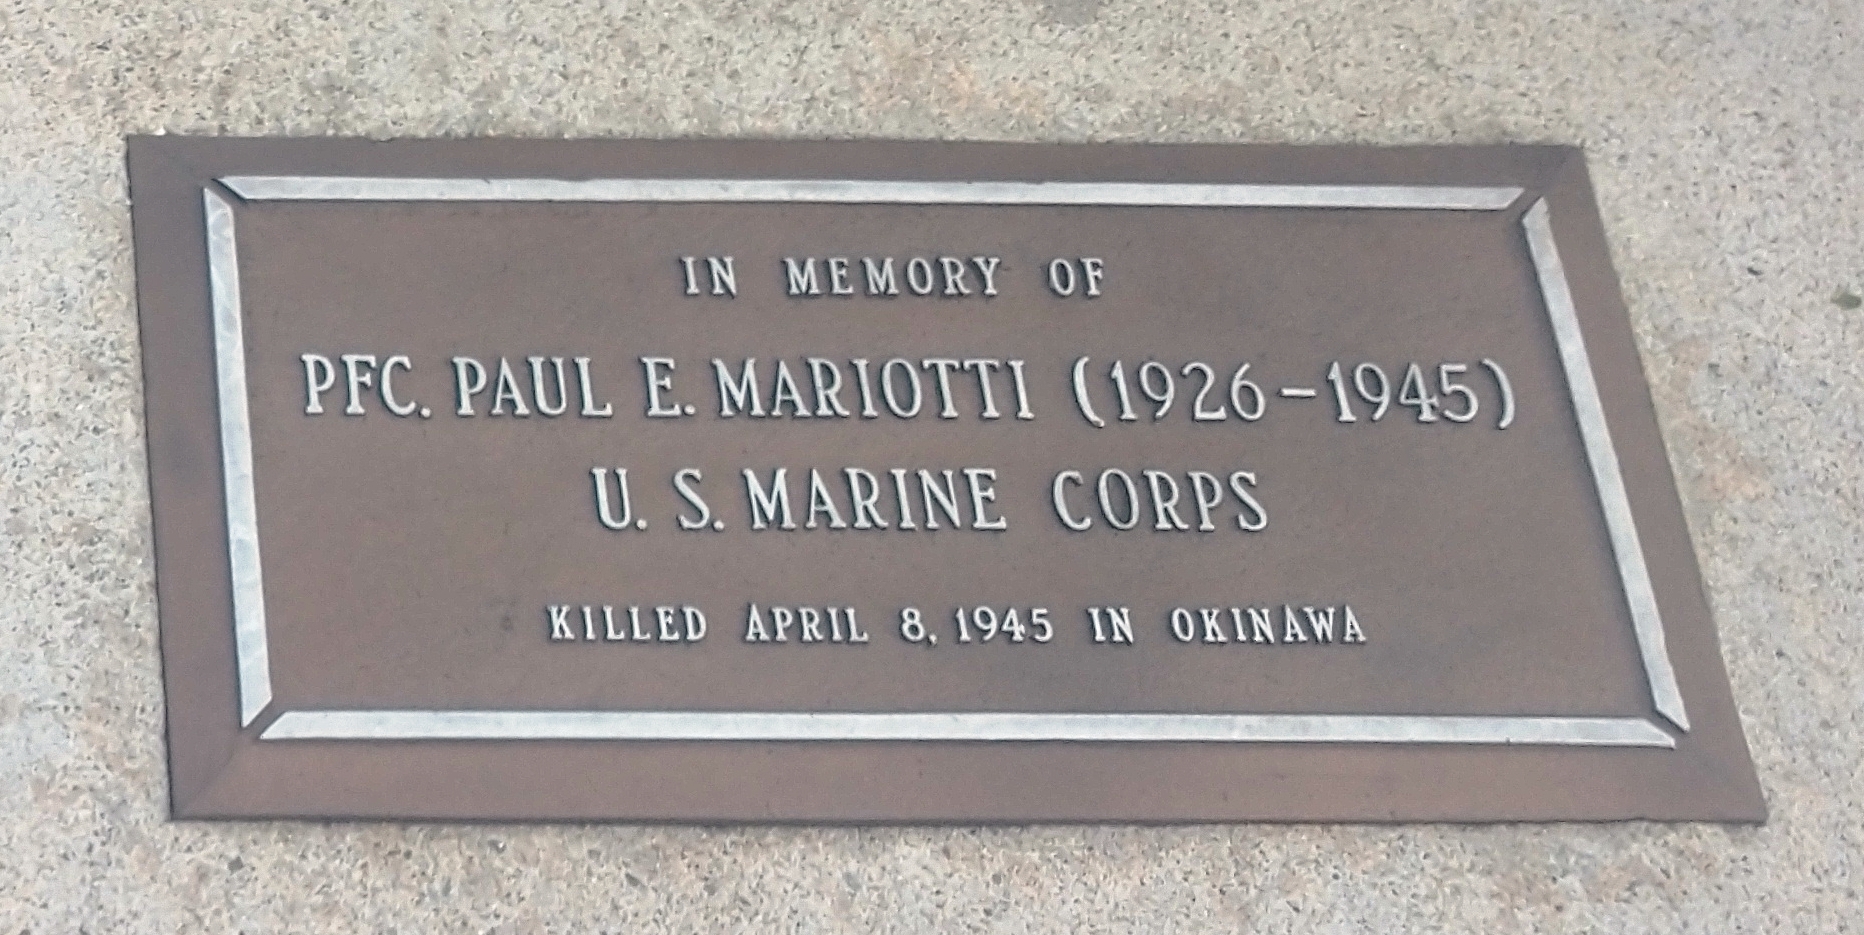 IN MEMORY OF
PFC. PAUL E. MARIOTTI (1926-1945)
U. S. MARINE CORPS
KILLED APRIL 8, 1945 IN OKINAWA